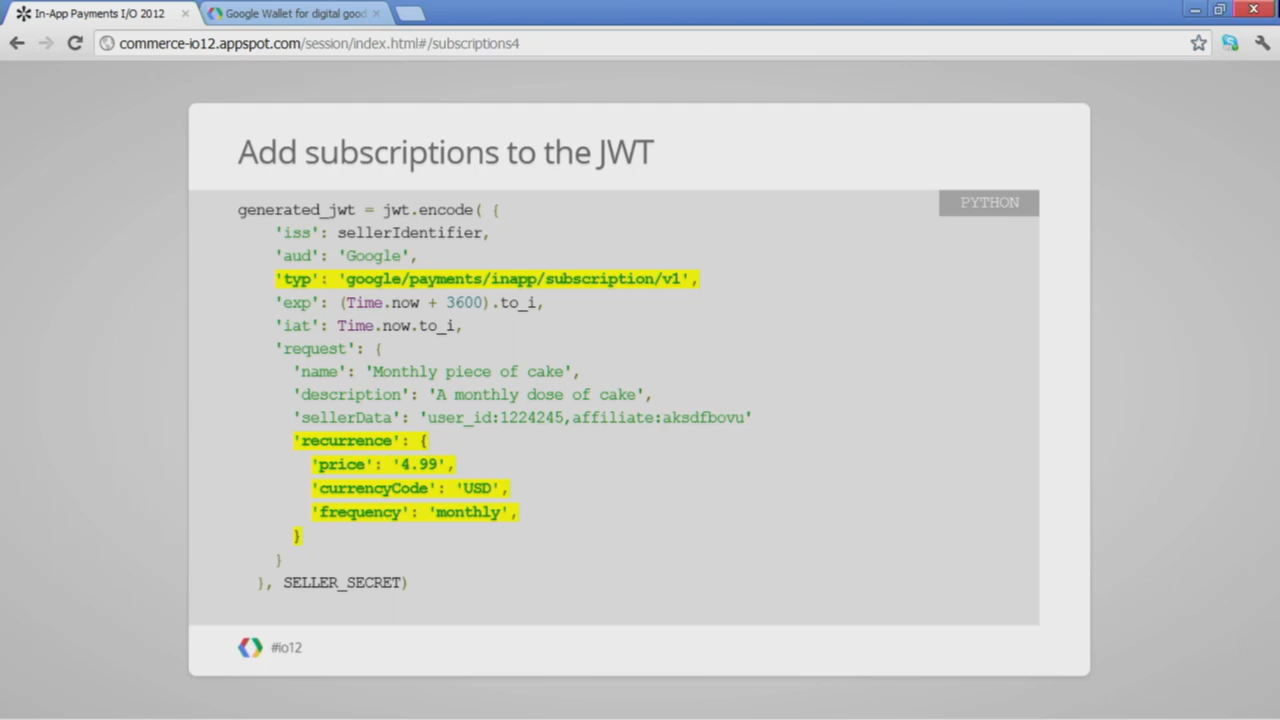 In-App Payments I/O 2012
Google Wallet for digital good
commerce-io12.appspot.com/session/index.html#/subscriptions4
Add subscriptions to the JWT
PYTHON
generated_jwt = jwt.encode( {
'iss': sellerIdentifier,
'aud': 'Google',
'typ': 'google/payments/inapp/subscription/v1',
'exp': (Time.now + 3600).to_i,
'iat': Time.now.to_i,
'request': {
'name': 'Monthly piece of cake',
'description': 'A monthly dose of cake',
'sellerData': 'user_id:1224245,affiliate:aksdfbovu'
'recurrence': {
'price': '4.99',
'currencyCode': 'USD',
'frequency': 'monthly',
}
}
}, SELLER_SECRET)
#io12